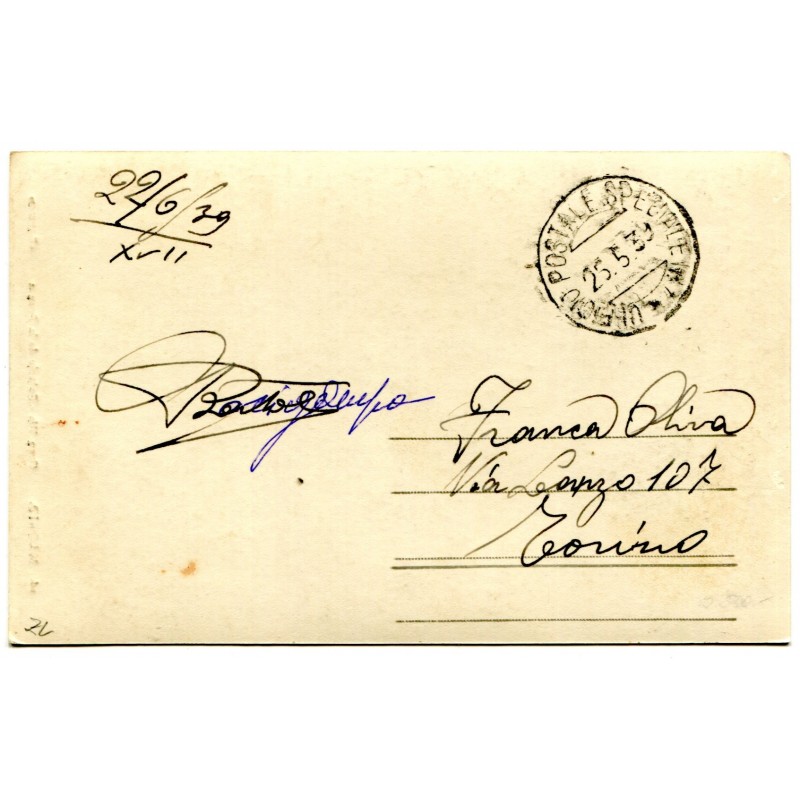 22/6/39
XVII
UFFICIO POSTALE SPECIALE N.
25.5.39
Franca Oliva
Via Lanzo 107
Torino